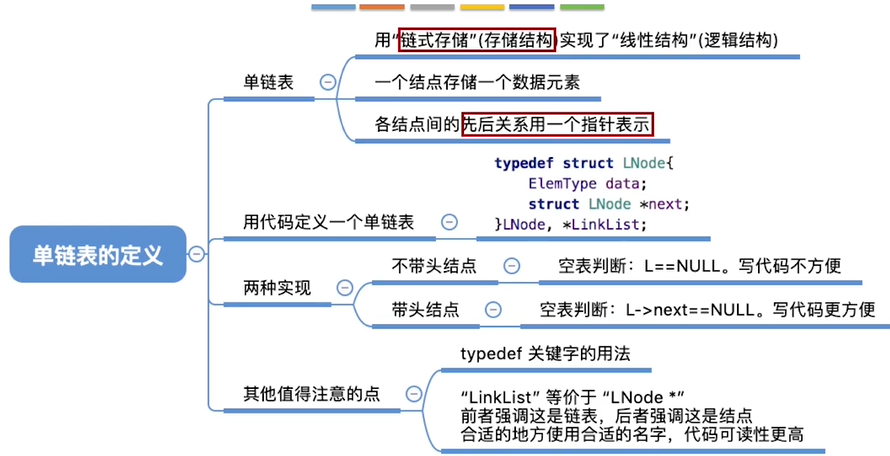 用“链式存储”(存储结构)实现了“线性结构”(逻辑结构)
单链表
一个结点存储一个数据元素
各结点间的先后关系用一个指针表示
typedef struct LNode{
ElemType data;
struct LNode *next;
}LNode, *LinkList;
用代码定义一个单链表
单链表的定义
不带头结点
空表判断：L==NULL。写代码不方便
两种实现
带头结点
空表判断：L->next==NULL。写代码更方便
typedef 关键字的用法
其他值得注意的点
“LinkList” 等价于 “LNode *”
前者强调这是链表，后者强调这是结点
合适的地方使用合适的名字，代码可读性更高